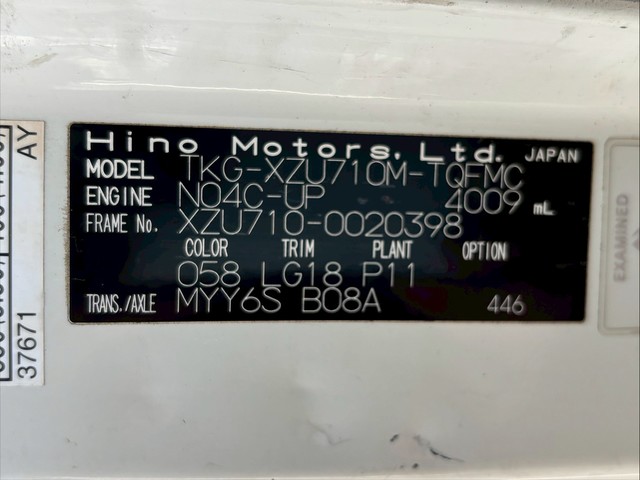 Hino Motors, Ltd. JAPAN
MODEL TKG-XZU710M-TQFMC
ENGINE N04C-UP 4009 mL
FRAME No. XZU710-0020398
COLOR TRIM PLANT OPTION
058 LG18 P11
TRANS./AXLE MYY6S B08A 446
AY
37671
EXAMINED